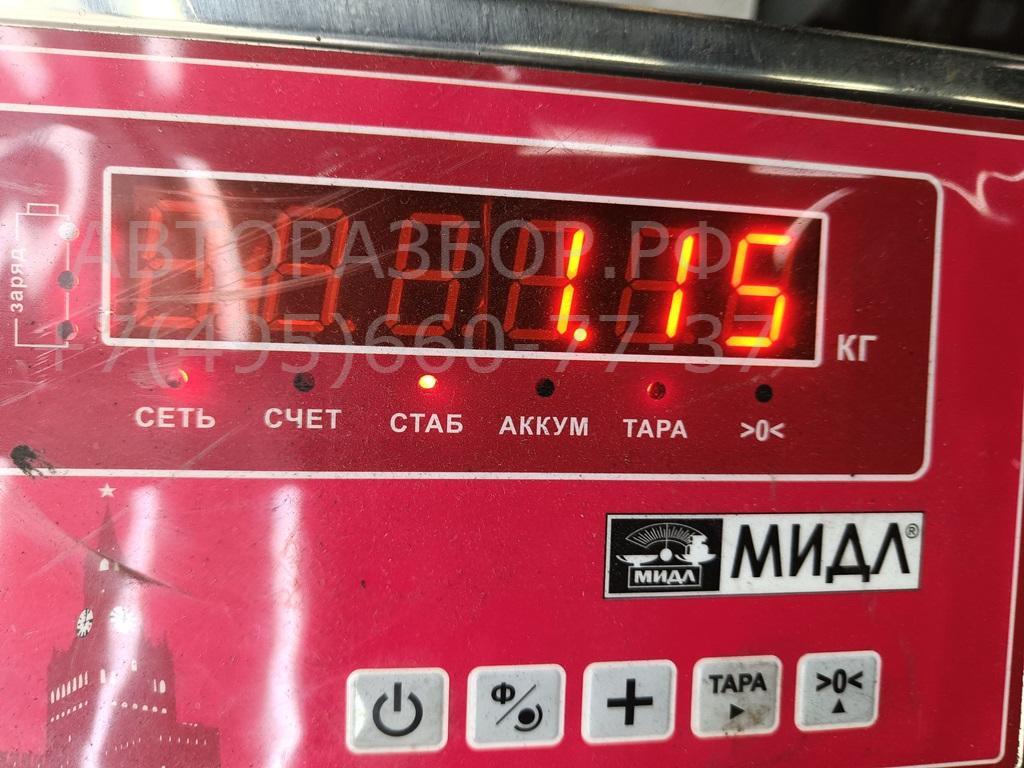 АВТОРАЗБОР.РФ
+7(495)660-77-37
1.15
КГ
заряд
СЕТЬ СЧЕТ СТАБ АККУМ ТАРА >0<
МИДЛ МИДЛ®
Ф ТАРА >0<